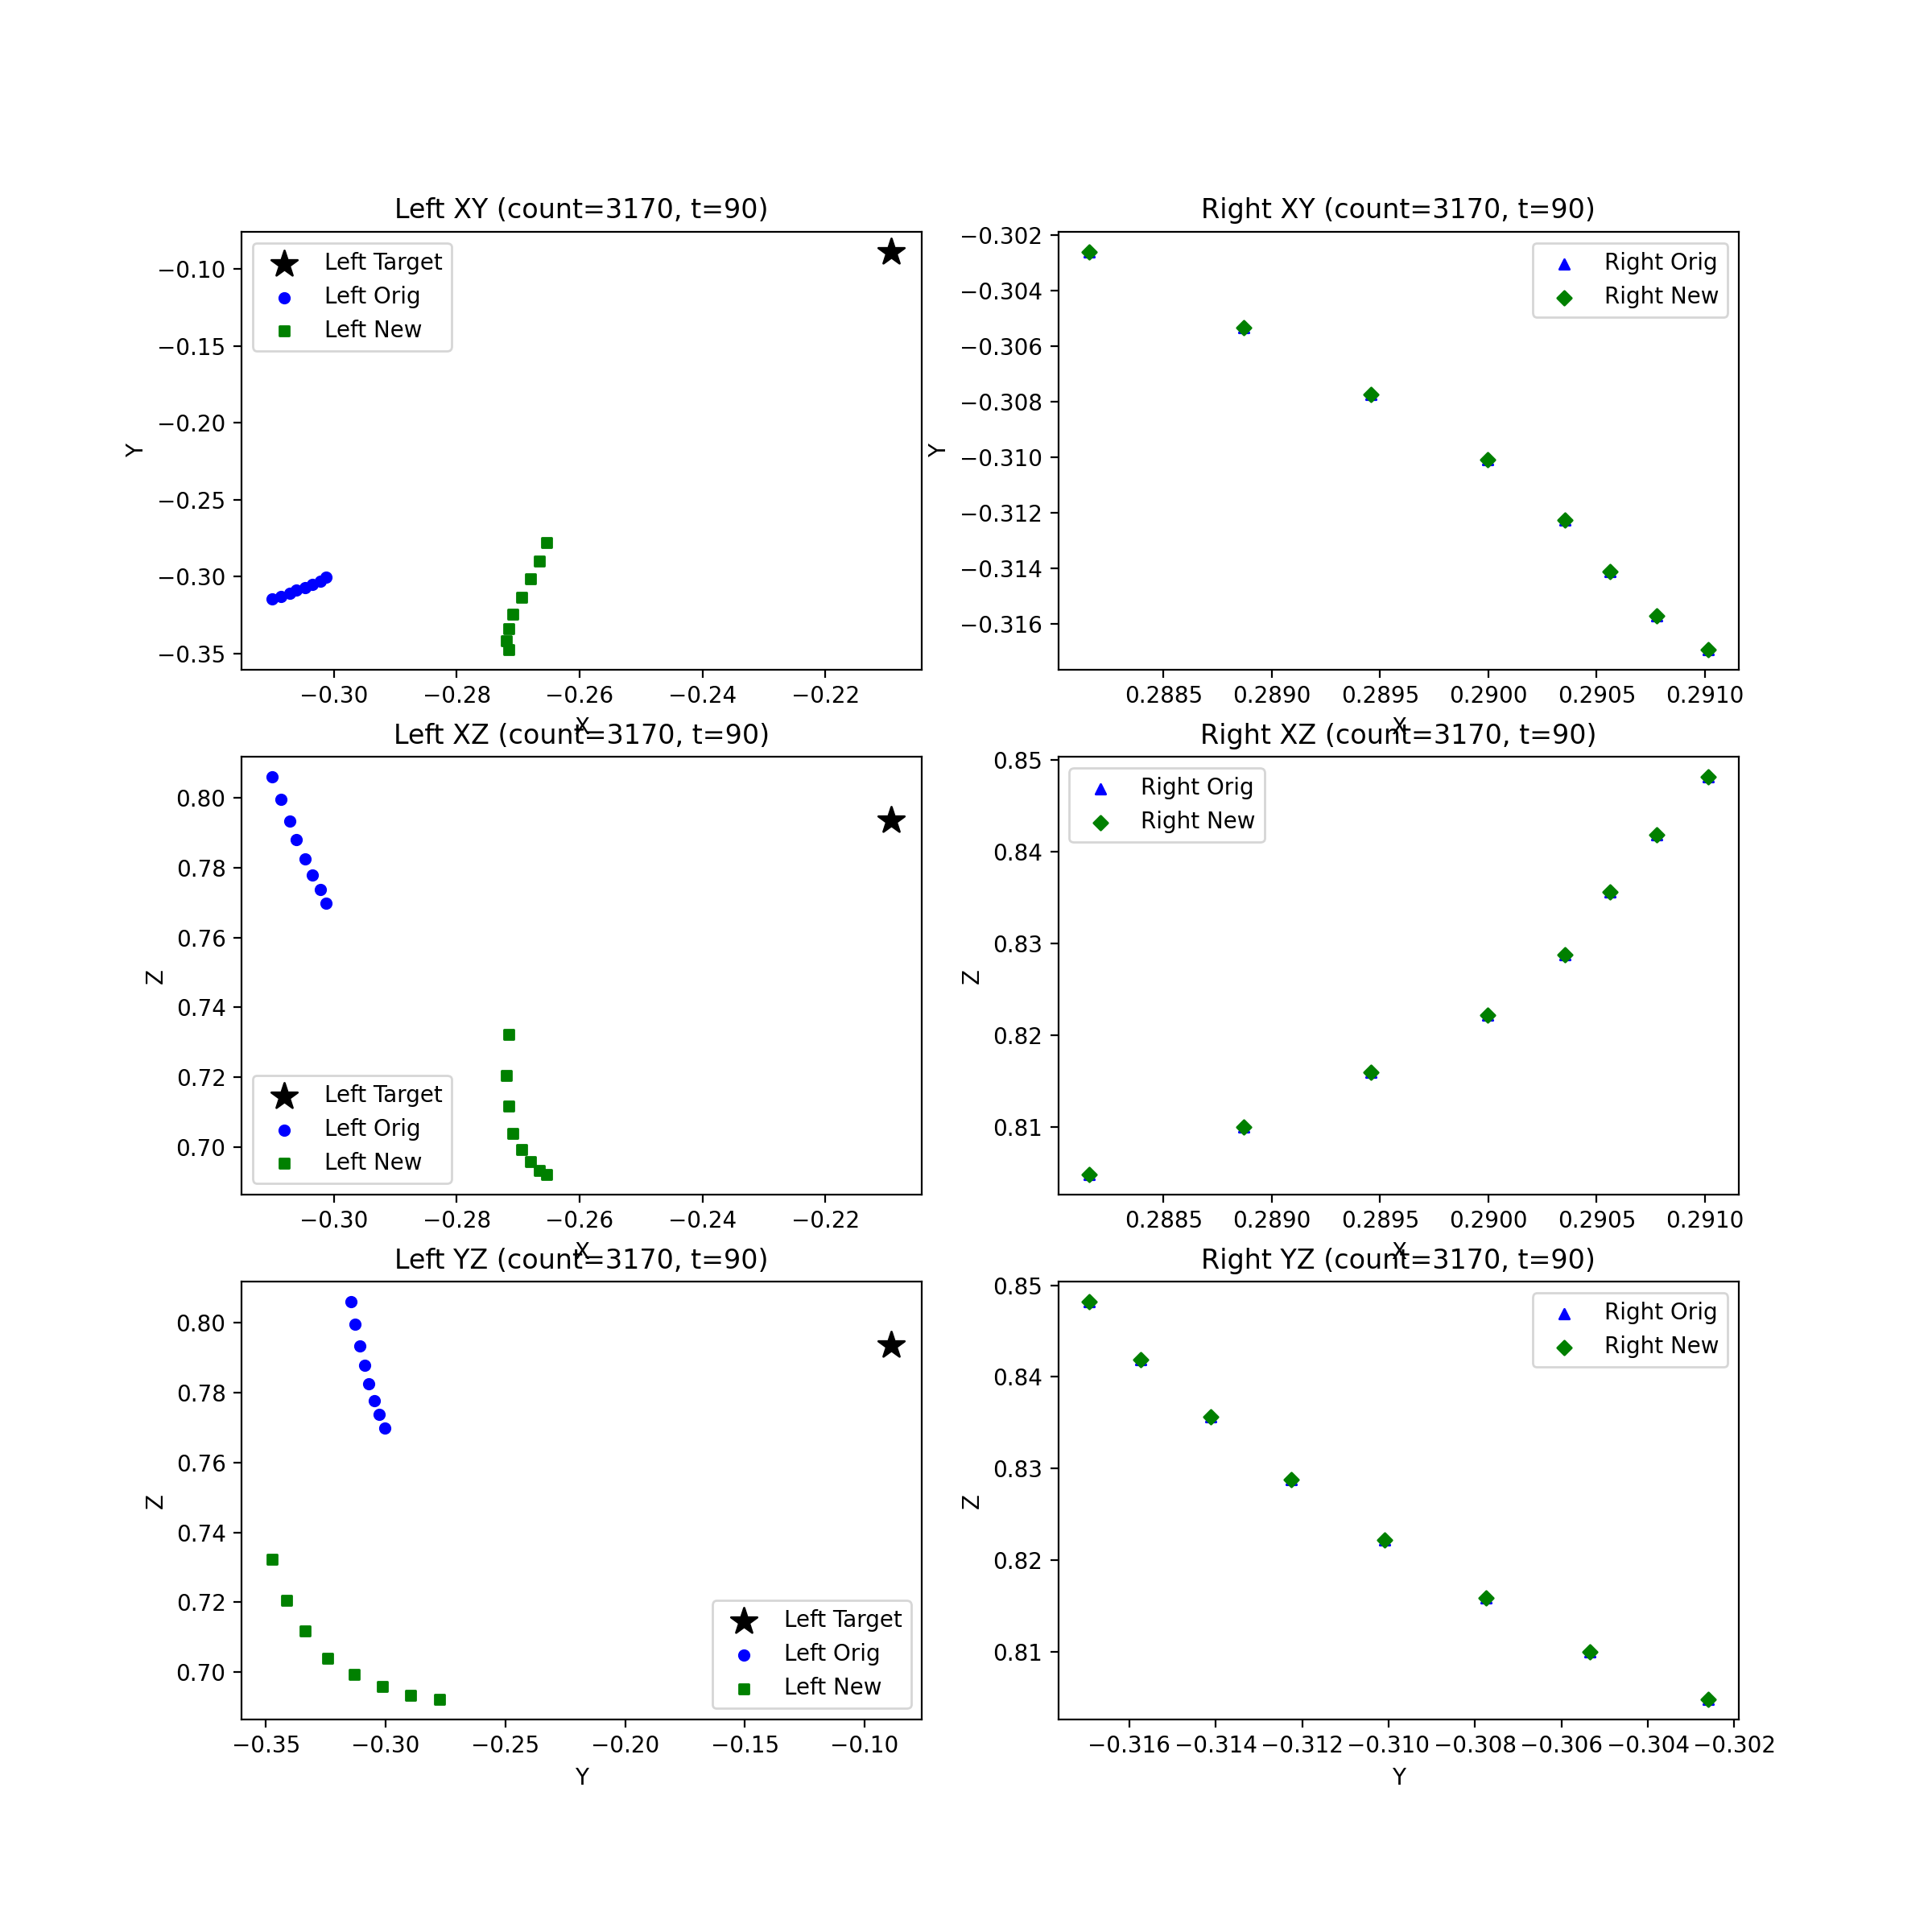 Left XY (count=3170, t=90)
Left Target
Left Orig
Left New
−0.10
−0.15
−0.20
−0.25
−0.30
−0.35
Y
−0.30
−0.28
−0.26
−0.24
−0.22
X
Right XY (count=3170, t=90)
Right Orig
Right New
−0.302
−0.304
−0.306
−0.308
−0.310
−0.312
−0.314
−0.316
Y
0.2885
0.2890
0.2895
0.2900
0.2905
0.2910
X
Left XZ (count=3170, t=90)
Left Target
Left Orig
Left New
0.80
0.78
0.76
0.74
0.72
0.70
Z
−0.30
−0.28
−0.26
−0.24
−0.22
X
Right XZ (count=3170, t=90)
Right Orig
Right New
0.85
0.84
0.83
0.82
0.81
Z
0.2885
0.2890
0.2895
0.2900
0.2905
0.2910
X
Left YZ (count=3170, t=90)
Left Target
Left Orig
Left New
0.80
0.78
0.76
0.74
0.72
0.70
Z
−0.35
−0.30
−0.25
−0.20
−0.15
−0.10
Y
Right YZ (count=3170, t=90)
Right Orig
Right New
0.85
0.84
0.83
0.82
0.81
Z
−0.316
−0.314
−0.312
−0.310
−0.308
−0.306
−0.304
−0.302
Y